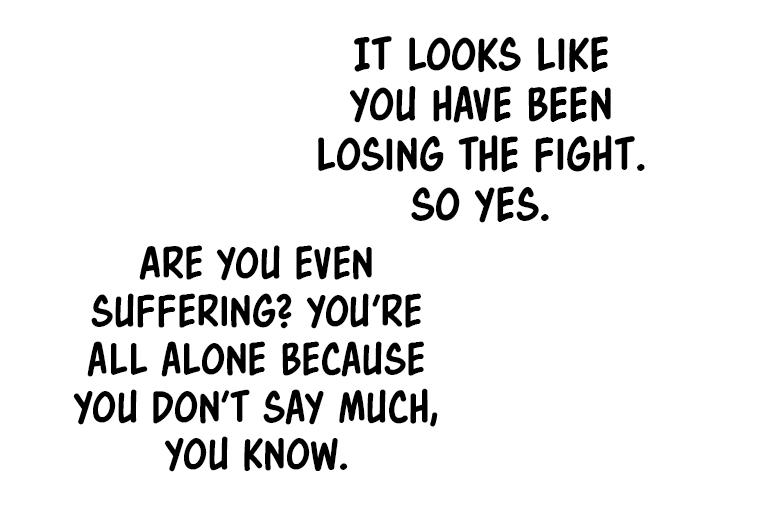 IT LOOKS LIKE
YOU HAVE BEEN
LOSING THE FIGHT.
SO YES.
ARE YOU EVEN
SUFFERING? YOU'RE
ALL ALONE BECAUSE
YOU DON'T SAY MUCH,
YOU KNOW.